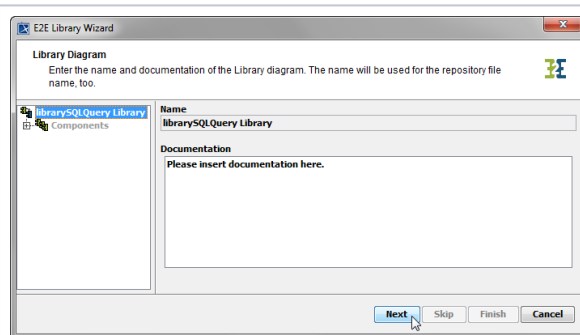 E2E Library Wizard
Library Diagram
Enter the name and documentation of the Library diagram. The name will be used for the repository file
name, too.
E2E
librarySQLQuery Library
Components
Name
librarySQLQuery Library
Documentation
Please insert documentation here.
Next
Skip
Finish
Cancel